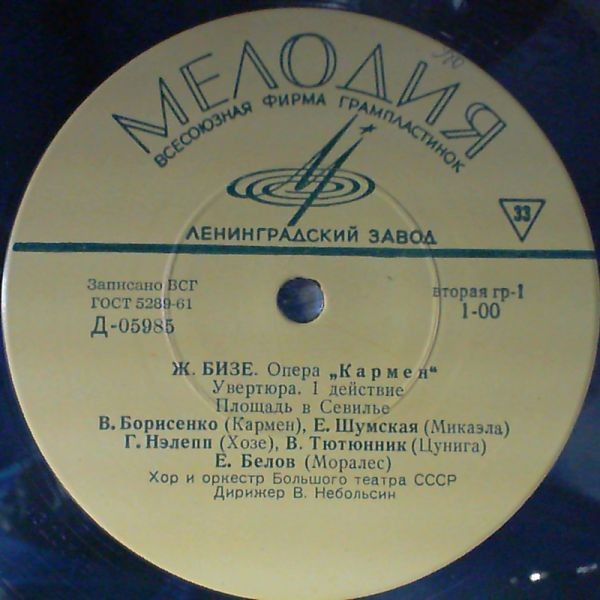 МЕЛОДИЯ
ВСЕСОЮЗНАЯ ФИРМА ГРАМПЛАСТИНОК
33
ЛЕНИНГРАДСКИЙ ЗАВОД
Записано ВСГ
ГОСТ 5289-61
Д-05985
вторая гр-1
1-00
Ж. БИЗЕ. Опера „Кармен“
Увертюра. 1 действие
Площадь в Севилье
В. Борисенко (Кармен), Е. Шумская (Микаэла)
Г. Нэлепп (Хозе), В. Тютюнник (Цунига)
Е. Белов (Моралес)
Хор и оркестр Большого театра СССР
Дирижер В. Небольсин